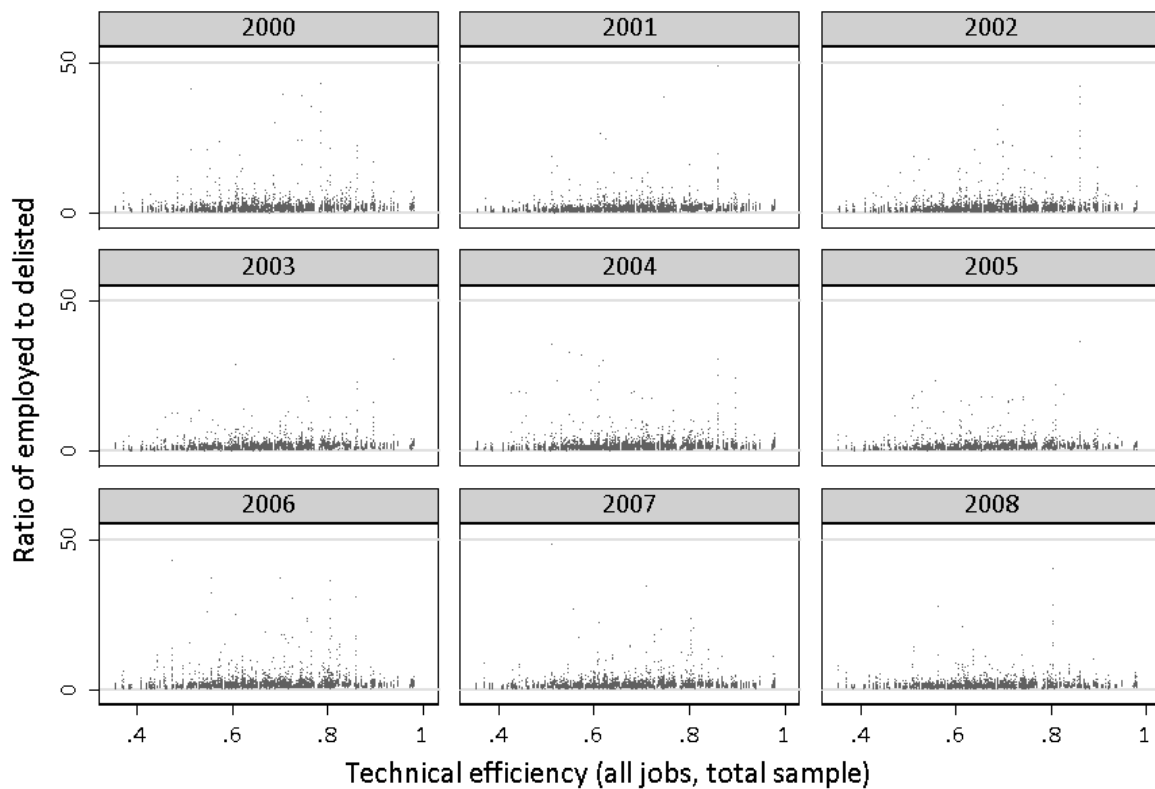 2000 2001 2002
50
0
2003 2004 2005
50
0
2006 2007 2008
50
0
.4 .6 .8 1 .4 .6 .8 1 .4 .6 .8 1
Ratio of employed to delisted
Technical efficiency (all jobs, total sample)